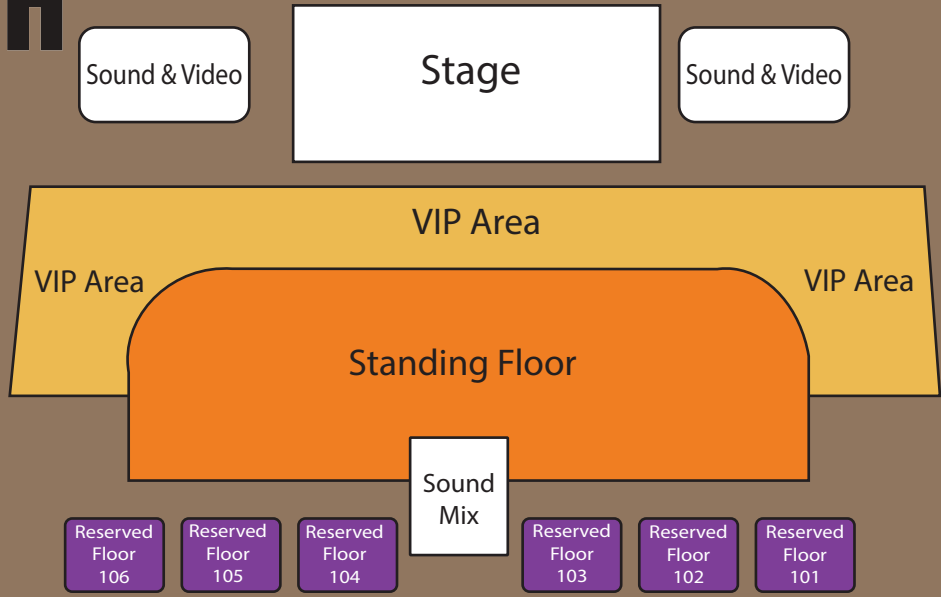 Sound & Video
Stage
Sound & Video
VIP Area
VIP Area
VIP Area
Standing Floor
Sound
Mix
Reserved
Floor
106
Reserved
Floor
105
Reserved
Floor
104
Reserved
Floor
103
Reserved
Floor
102
Reserved
Floor
101